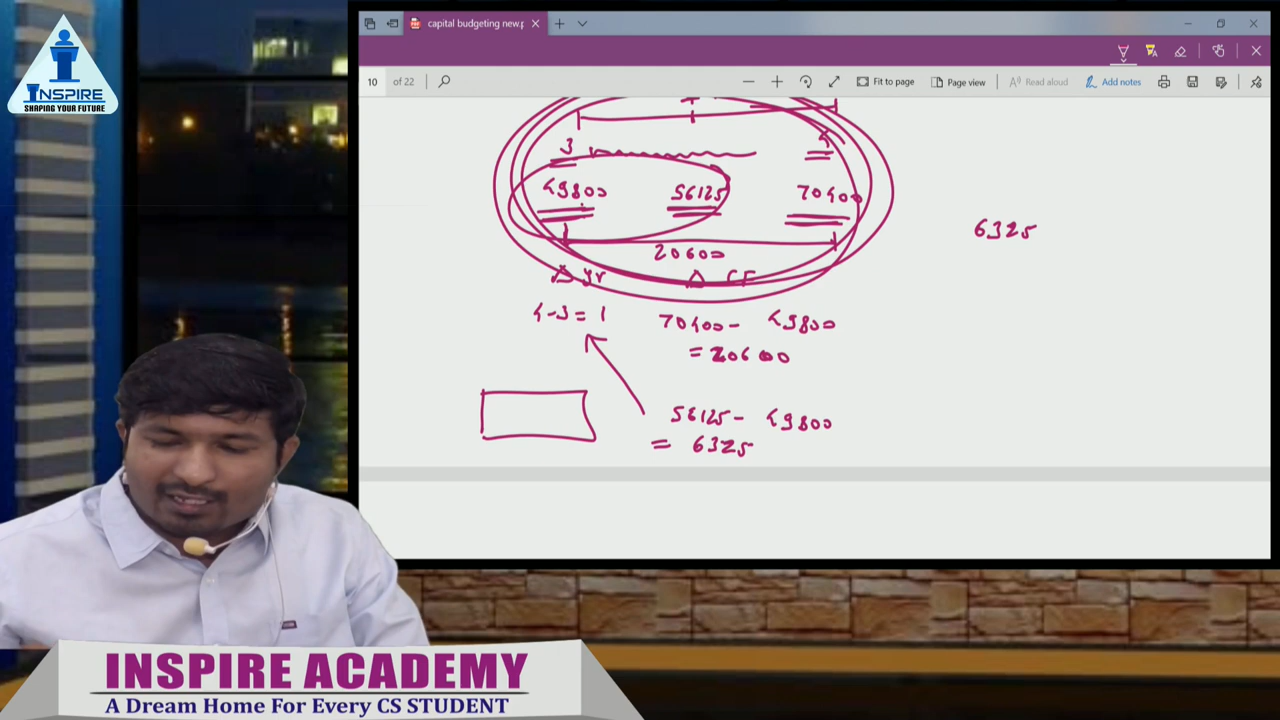 INSPIRE
SHAPING YOUR FUTURE
capital budgeting new.p
10 of 22
Fit to page
Page view
Read aloud
Add notes
3 4
49800 56125 70400
20600
6325
Δ yr Δ CF
4-3 = 1 70400 - 49800
= 20600
56125 - 49800
= 6325
INSPIRE ACADEMY
A Dream Home For Every CS STUDENT